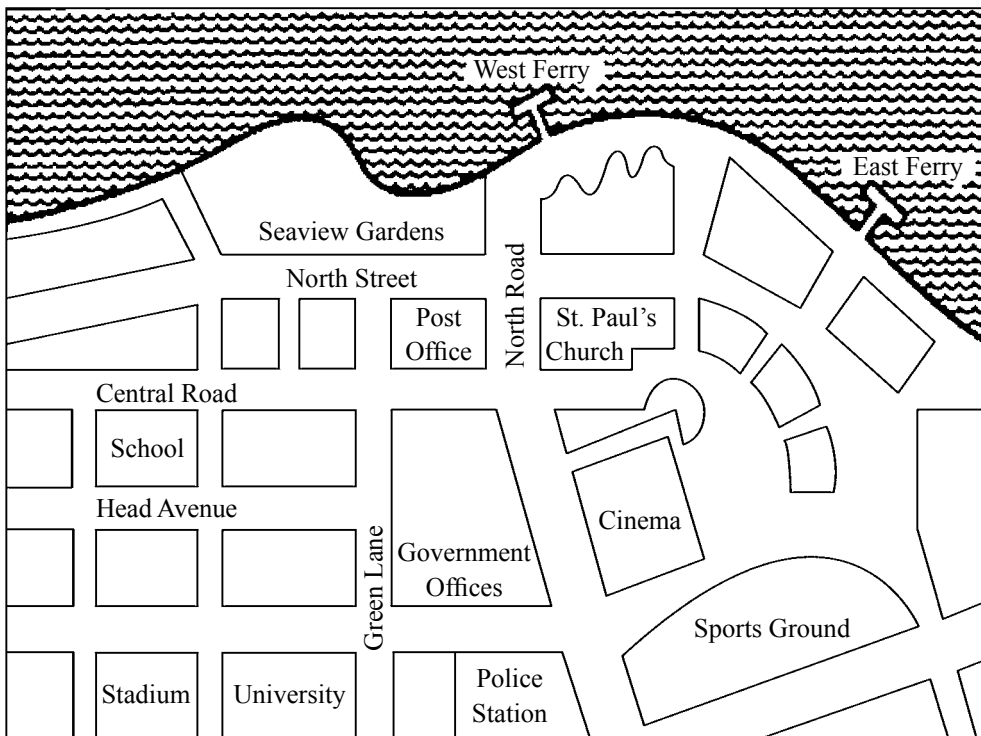 West Ferry
East Ferry
Seaview Gardens
North Street
North Road
Post
Office
St. Paul’s
Church
Central Road
School
Head Avenue
Cinema
Green Lane
Government
Offices
Sports Ground
Stadium
University
Police
Station